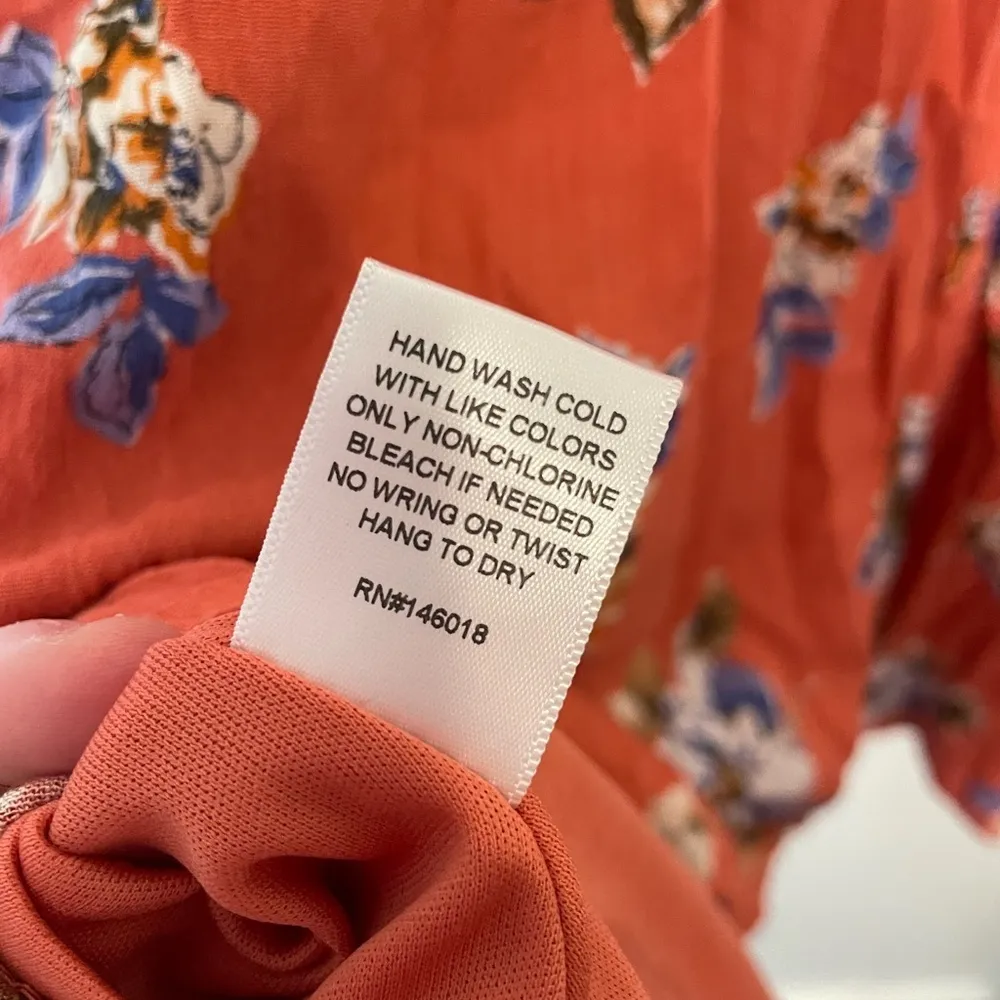 HAND WASH COLD
WITH LIKE COLORS
ONLY NON-CHLORINE
BLEACH IF NEEDED
NO WRING OR TWIST
HANG TO DRY
RN#146018